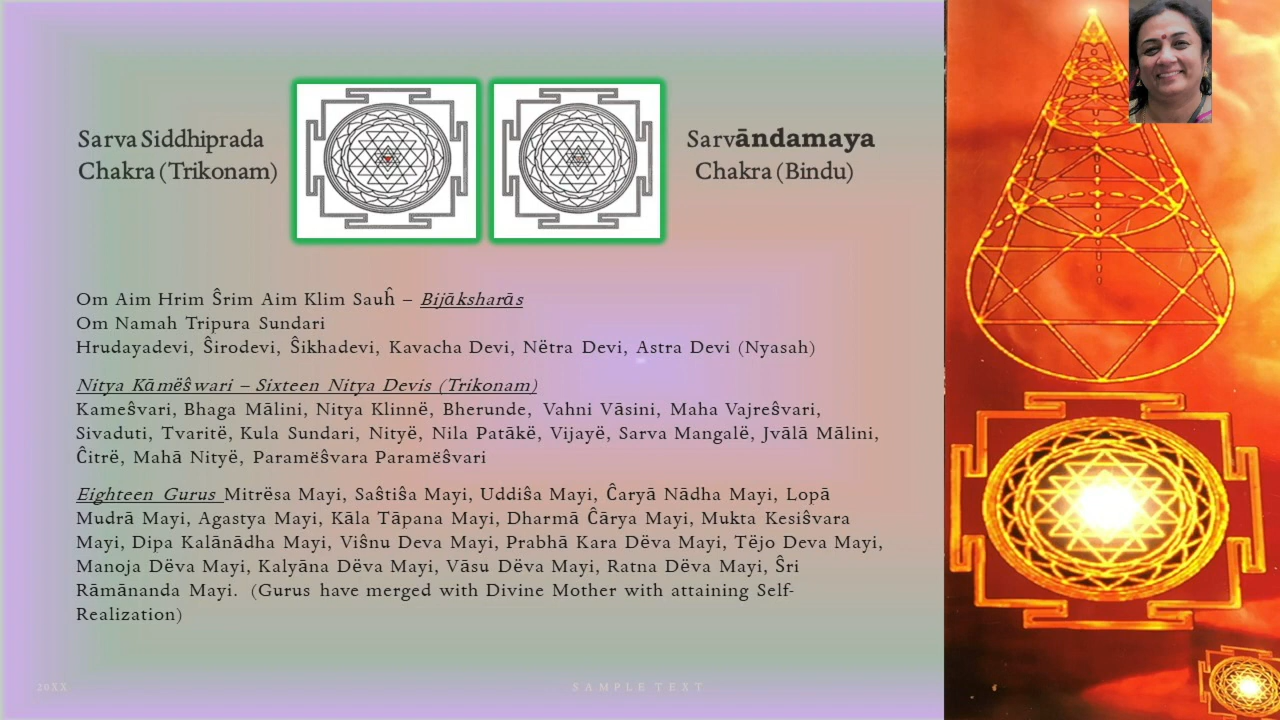 Sarva Siddhiprada
Chakra (Trikonam)
Sarvāndamaya
Chakra (Bindu)
Om Aim Hrim Ŝrim Aim Klim Sauĥ – Bijāksharās
Om Namah Tripura Sundari
Hrudayadevi, Ŝirodevi, Ŝikhadevi, Kavacha Devi, Nëtra Devi, Astra Devi (Nyasah)
Nitya Kāmëŝwari – Sixteen Nitya Devis (Trikonam)
Kameŝvari, Bhaga Mālini, Nitya Klinnë, Bherunde, Vahni Vāsini, Maha Vajreŝvari,
Sivaduti, Tvaritë, Kula Sundari, Nityë, Nila Patākë, Vijayë, Sarva Mangalë, Jvālā Mālini,
Ĉitrë, Mahā Nityë, Paramëŝvara Paramëŝvari
Eighteen Gurus Mitrësa Mayi, Saŝtiŝa Mayi, Uddiŝa Mayi, Ĉaryā Nādha Mayi, Lopā
Mudrā Mayi, Agastya Mayi, Kāla Tāpana Mayi, Dharmā Ĉārya Mayi, Mukta Kesiŝvara
Mayi, Dipa Kalānādha Mayi, Viŝnu Deva Mayi, Prabhā Kara Dëva Mayi, Tëjo Deva Mayi,
Manoja Dëva Mayi, Kalyāna Dëva Mayi, Vāsu Dëva Mayi, Ratna Dëva Mayi, Ŝri
Rāmānanda Mayi. (Gurus have merged with Divine Mother with attaining Self-
Realization)
20XX
SAMPLE TEXT